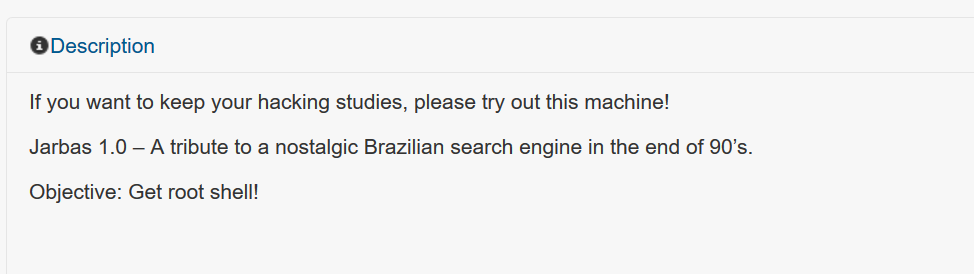 Description
If you want to keep your hacking studies, please try out this machine!
Jarbas 1.0 – A tribute to a nostalgic Brazilian search engine in the end of 90’s.
Objective: Get root shell!